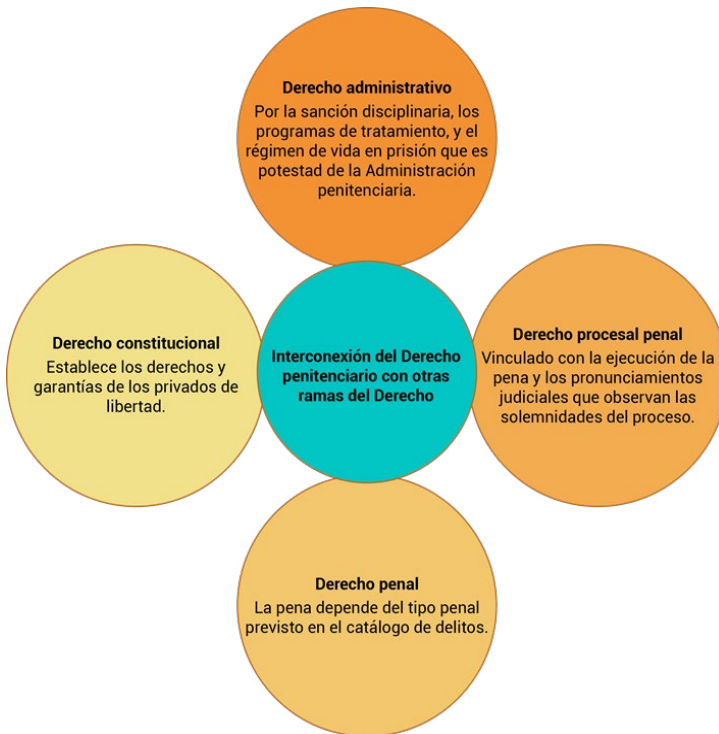 Derecho administrativo
Por la sanción disciplinaria, los
programas de tratamiento, y el
régimen de vida en prisión que es
potestad de la Administración
penitenciaria.
Derecho constitucional
Establece los derechos y
garantías de los privados de
libertad.
Interconexión del Derecho
penitenciario con otras
ramas del Derecho
Derecho procesal penal
Vinculado con la ejecución de la
pena y los pronunciamientos
judiciales que observan las
solemnidades del proceso.
Derecho penal
La pena depende del tipo penal
previsto en el catálogo de delitos.